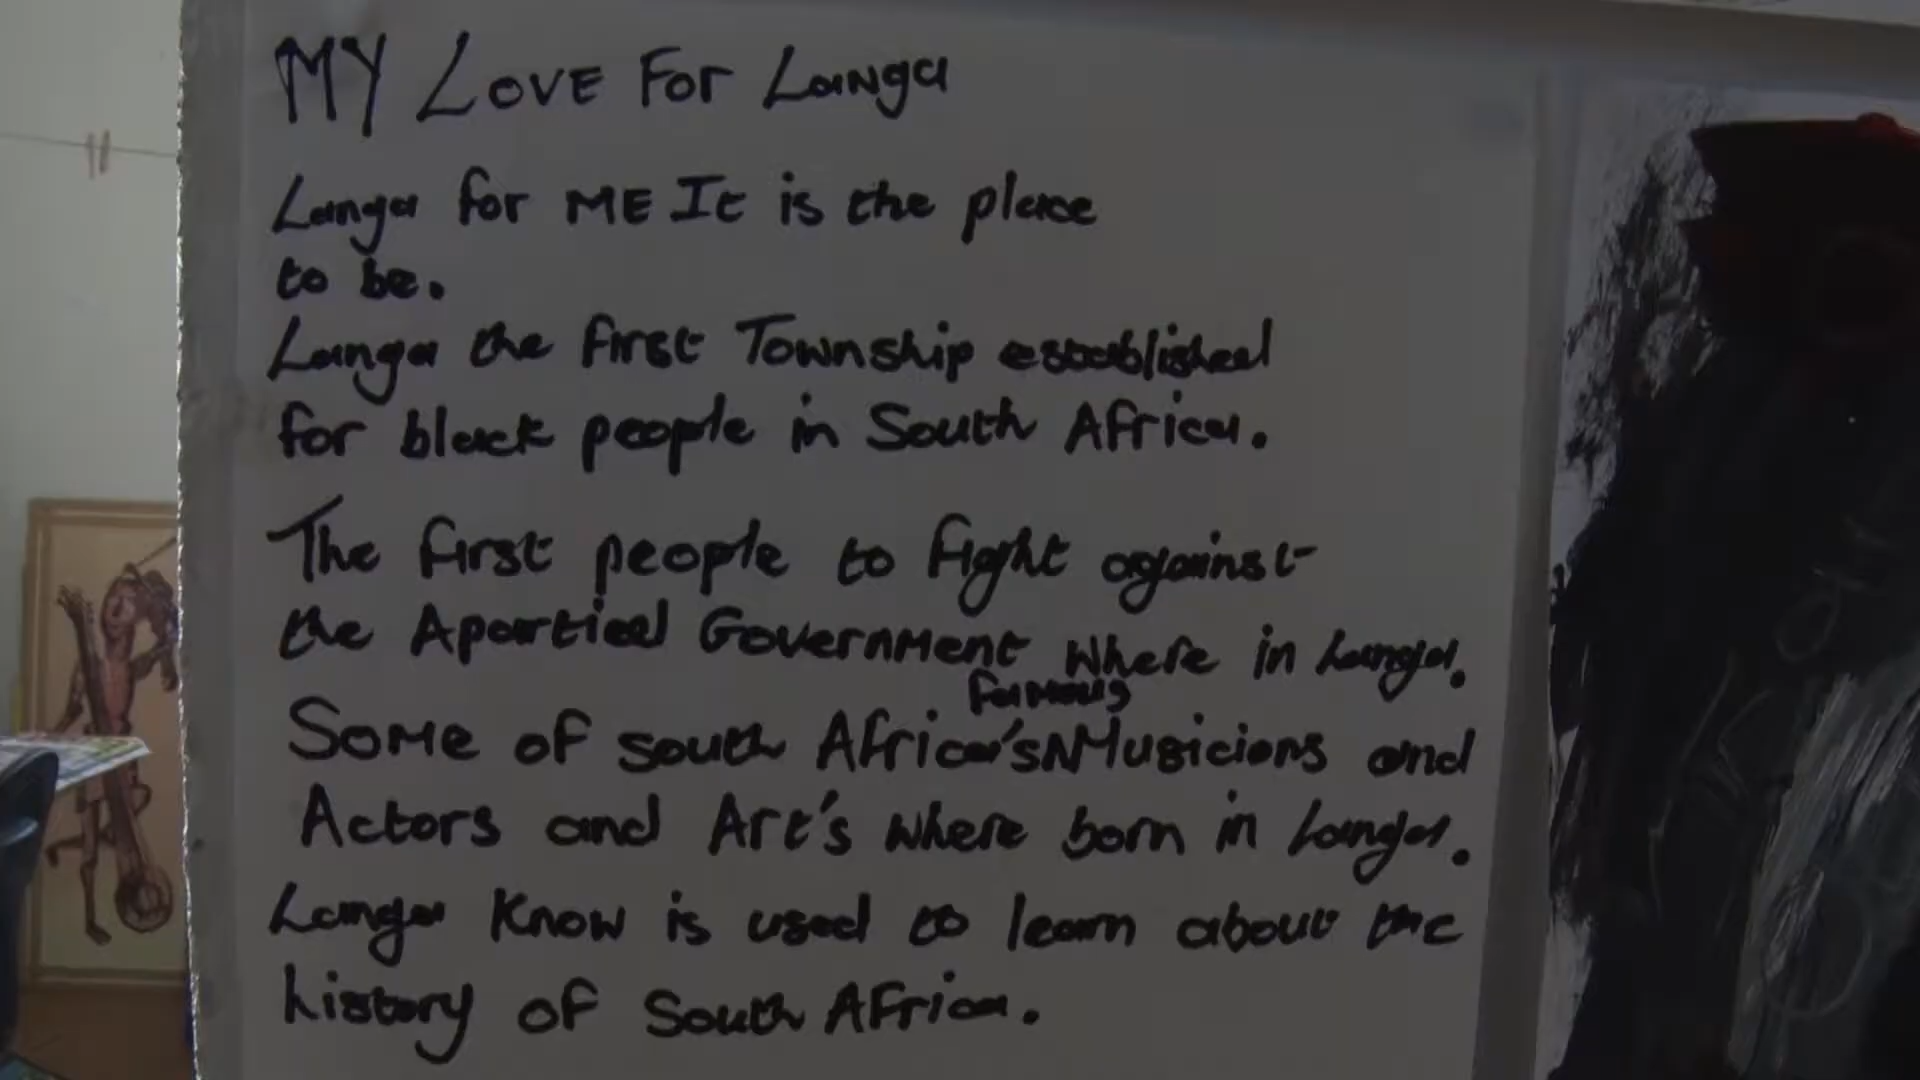 MY LOVE For Langa
Langa for ME It is the place
to be.
Langa the first Township established
for black people in South Africa.
The first people to fight against
the Apartied Government where in Langa.
famous
Some of south Africa's Musicians and
Actors and Art's where born in Langa.
Langa Know is used to learn about the
history of South Africa.